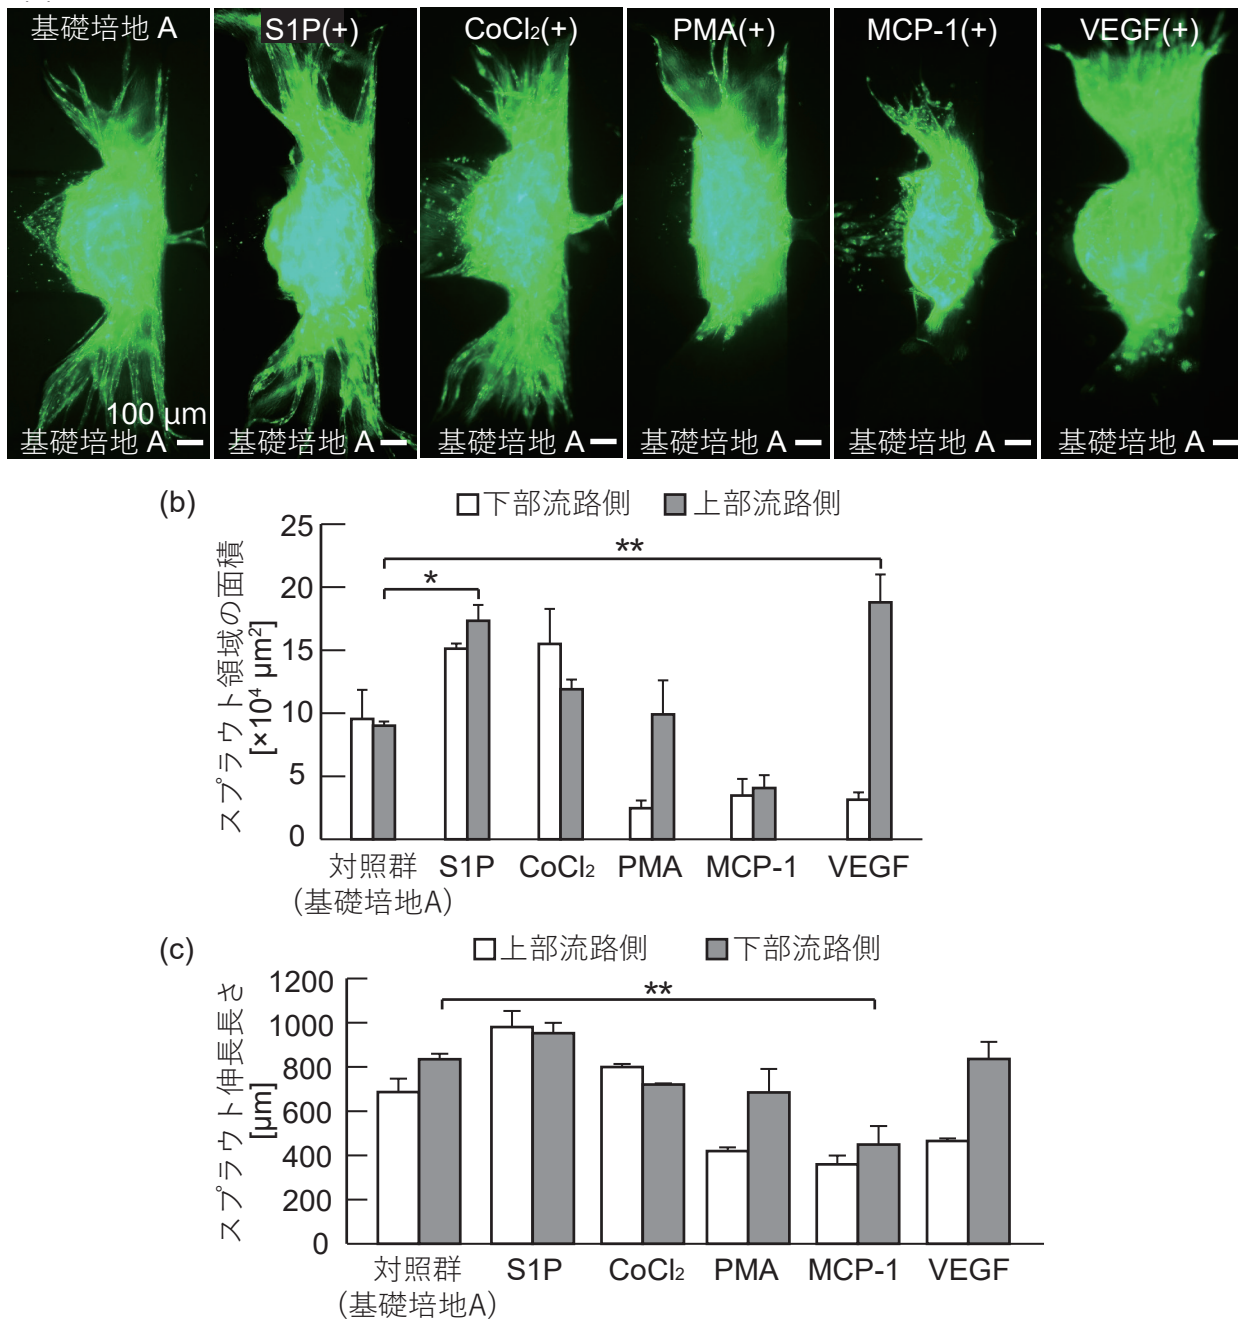 基礎培地 A
S1P(+)
CoCl₂(+)
PMA(+)
MCP-1(+)
VEGF(+)
100 µm
基礎培地 A
基礎培地 A
基礎培地 A
基礎培地 A
基礎培地 A
基礎培地 A
(b)
下部流路側
上部流路側
スプラウト領域の面積
[×10⁴ µm²]
25
20
15
10
5
0
**
*
対照群
(基礎培地A)
S1P
CoCl₂
PMA
MCP-1
VEGF
(c)
上部流路側
下部流路側
スプラウト伸長長さ
[µm]
1200
1000
800
600
400
200
0
**
対照群
(基礎培地A)
S1P
CoCl₂
PMA
MCP-1
VEGF